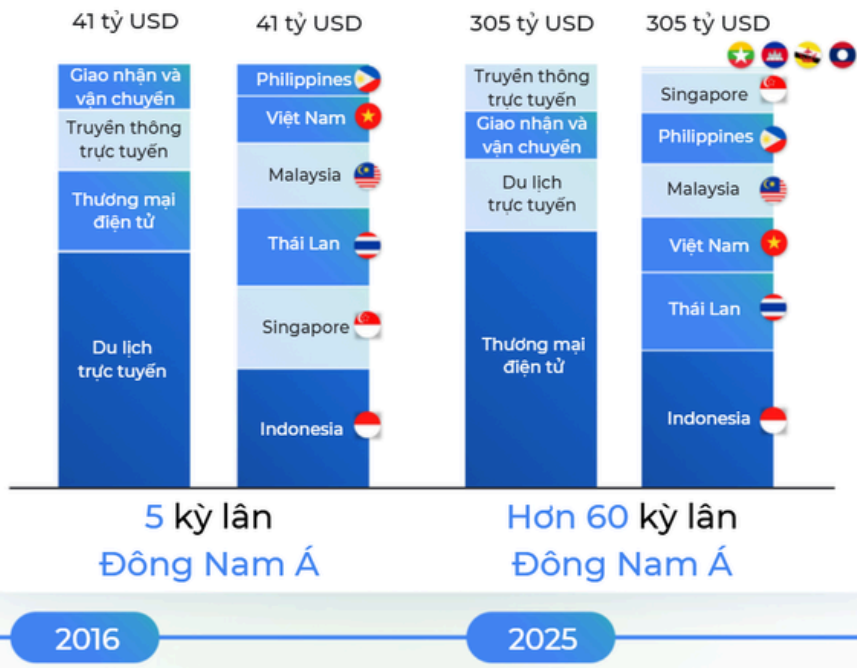 41 tỷ USD
Giao nhận và
vận chuyển
Truyền thông
trực tuyến
Thương mại
điện tử
Du lịch
trực tuyến
41 tỷ USD
Philippines
Việt Nam
Malaysia
Thái Lan
Singapore
Indonesia
5 kỳ lân
Đông Nam Á
2016
305 tỷ USD
Truyền thông
trực tuyến
Giao nhận và
vận chuyển
Du lịch
trực tuyến
Thương mại
điện tử
305 tỷ USD
Singapore
Philippines
Malaysia
Việt Nam
Thái Lan
Indonesia
Hơn 60 kỳ lân
Đông Nam Á
2025